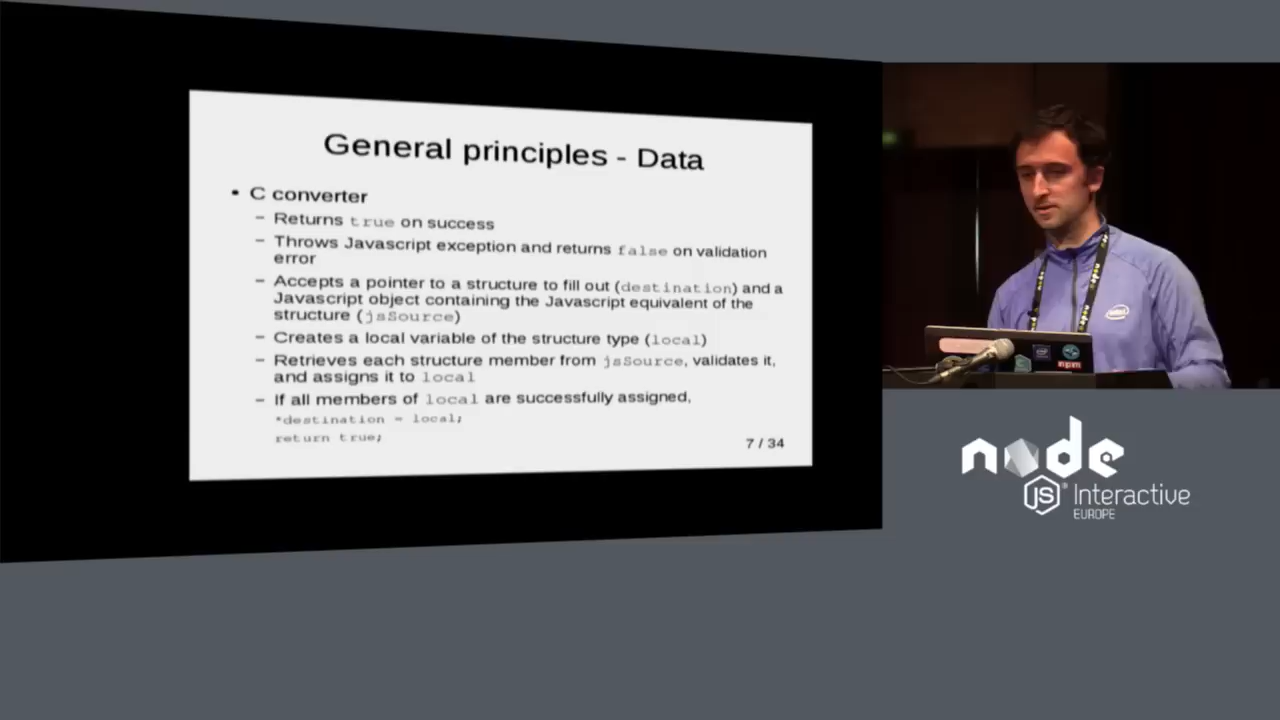 General principles - Data
• C converter
– Returns true on success
– Throws Javascript exception and returns false on validation
error
– Accepts a pointer to a structure to fill out (destination) and a
Javascript object containing the Javascript equivalent of the
structure (jsSource)
– Creates a local variable of the structure type (local)
– Retrieves each structure member from jsSource, validates it,
and assigns it to local
– If all members of local are successfully assigned,
*destination = local;
return true;
7 / 34
intel
npm
node
JS® Interactive
EUROPE